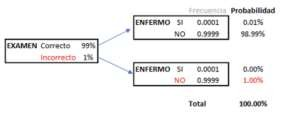 Frecuencia Probabilidad
ENFERMO SI 0.0001 0.01%
NO 0.9999 98.99%
EXAMEN Correcto 99%
Incorrecto 1%
ENFERMO SI 0.0001 0.00%
NO 0.9999 1.00%
Total 100.00%